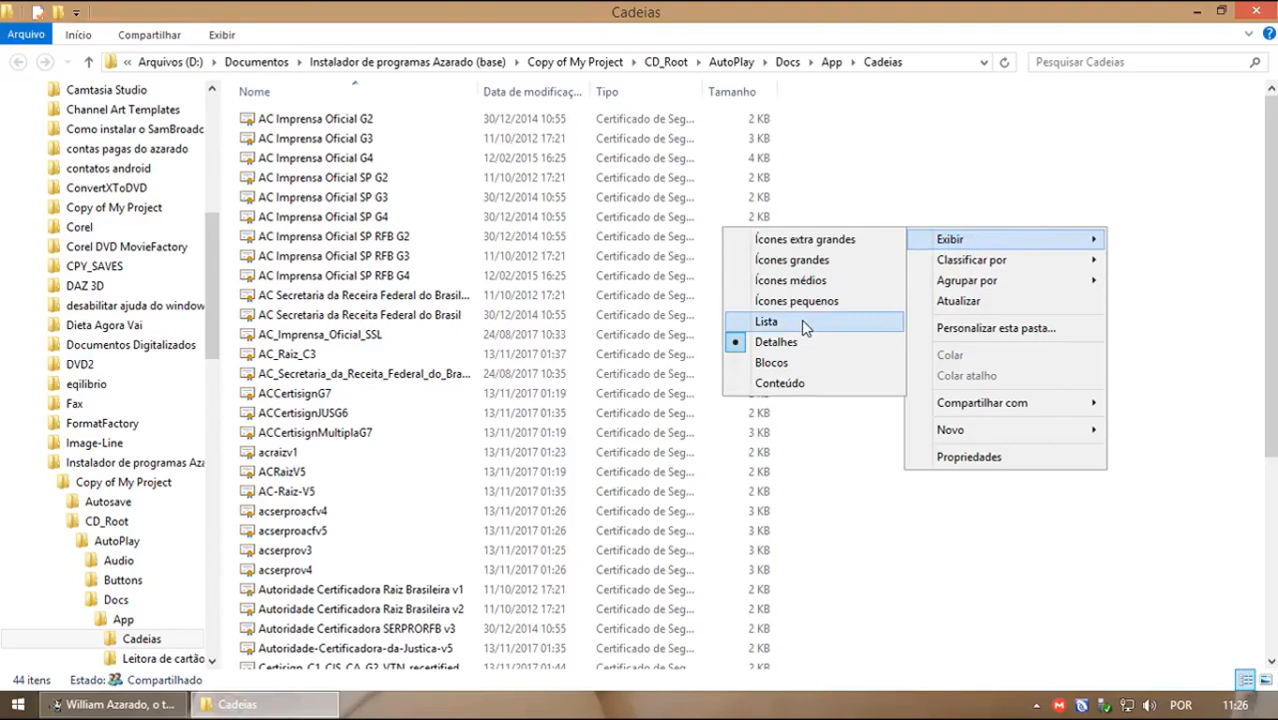 Cadeias
Arquivo Início Compartilhar Exibir
« Arquivos (D:) Documentos Instalador de programas Azarado (base) Copy of My Project CD_Root AutoPlay Docs App Cadeias Pesquisar Cadeias
Camtasia Studio
Channel Art Templates
Como instalar o SamBroadc
contas pagas do azarado
contatos android
ConvertXToDVD
Copy of My Project
Corel
Corel DVD MovieFactory
CPY_SAVES
DAZ 3D
desabilitar ajuda do window
Dieta Agora Vai
Documentos Digitalizados
DVD2
eqilibrio
Fax
FormatFactory
Image-Line
Instalador de programas Aza
Copy of My Project
Autosave
CD_Root
AutoPlay
Audio
Buttons
Docs
App
Cadeias
Leitora de cartão
Nome Data de modificaç... Tipo Tamanho
AC Imprensa Oficial G2 30/12/2014 10:55 Certificado de Seg... 2 KB
AC Imprensa Oficial G3 11/10/2012 17:21 Certificado de Seg... 3 KB
AC Imprensa Oficial G4 12/02/2015 16:25 Certificado de Seg... 4 KB
AC Imprensa Oficial SP G2 11/10/2012 17:21 Certificado de Seg... 2 KB
AC Imprensa Oficial SP G3 30/12/2014 10:55 Certificado de Seg... 2 KB
AC Imprensa Oficial SP G4 30/12/2014 10:55 Certificado de Seg... 2 KB
AC Imprensa Oficial SP RFB G2 30/12/2014 10:55 Certificado de Seg...
AC Imprensa Oficial SP RFB G3 11/10/2012 17:21 Certificado de Seg...
AC Imprensa Oficial SP RFB G4 12/02/2015 16:25 Certificado de Seg...
AC Secretaria da Receita Federal do Brasil... 11/10/2012 17:21 Certificado de Seg...
AC Secretaria da Receita Federal do Brasil 30/12/2014 10:55 Certificado de Seg...
AC_Imprensa_Oficial_SSL 24/08/2017 10:33 Certificado de Seg...
AC_Raiz_C3 13/11/2017 01:37 Certificado de Seg...
AC_Secretaria_da_Receita_Federal_do_Bra... 24/08/2017 10:35 Certificado de Seg...
ACCertisignG7 13/11/2017 01:19 Certificado de Seg...
ACCertisignJUSG6 13/11/2017 01:35 Certificado de Seg... 3 KB
ACCertisignMultiplaG7 13/11/2017 01:19 Certificado de Seg... 3 KB
acraizv1 13/11/2017 01:35 Certificado de Seg... 2 KB
ACRaizV5 13/11/2017 01:19 Certificado de Seg... 3 KB
AC-Raiz-V5 13/11/2017 01:35 Certificado de Seg... 2 KB
acserproacfv4 13/11/2017 01:26 Certificado de Seg... 3 KB
acserproacfv5 13/11/2017 01:26 Certificado de Seg... 3 KB
acserprov3 13/11/2017 01:25 Certificado de Seg... 3 KB
acserprov4 13/11/2017 01:26 Certificado de Seg... 3 KB
Autoridade Certificadora Raiz Brasileira v1 11/10/2012 17:21 Certificado de Seg... 2 KB
Autoridade Certificadora Raiz Brasileira v2 11/10/2012 17:21 Certificado de Seg... 3 KB
Autoridade Certificadora SERPRORFB v3 30/12/2014 10:55 Certificado de Seg... 2 KB
Autoridade-Certificadora-da-Justica-v5 13/11/2017 01:35 Certificado de Seg... 2 KB
Certisign_C1_CIS_CA_G2_VTN_recertified 13/11/2017 01:44 Certificado de Seg... 2 KB
Ícones extra grandes
Ícones grandes
Ícones médios
Ícones pequenos
Lista
Detalhes
Blocos
Conteúdo
Exibir
Classificar por
Agrupar por
Atualizar
Personalizar esta pasta...
Colar
Colar atalho
Compartilhar com
Novo
Propriedades
44 itens Estado: Compartilhado
William Azarado, o t... Cadeias POR 11:26